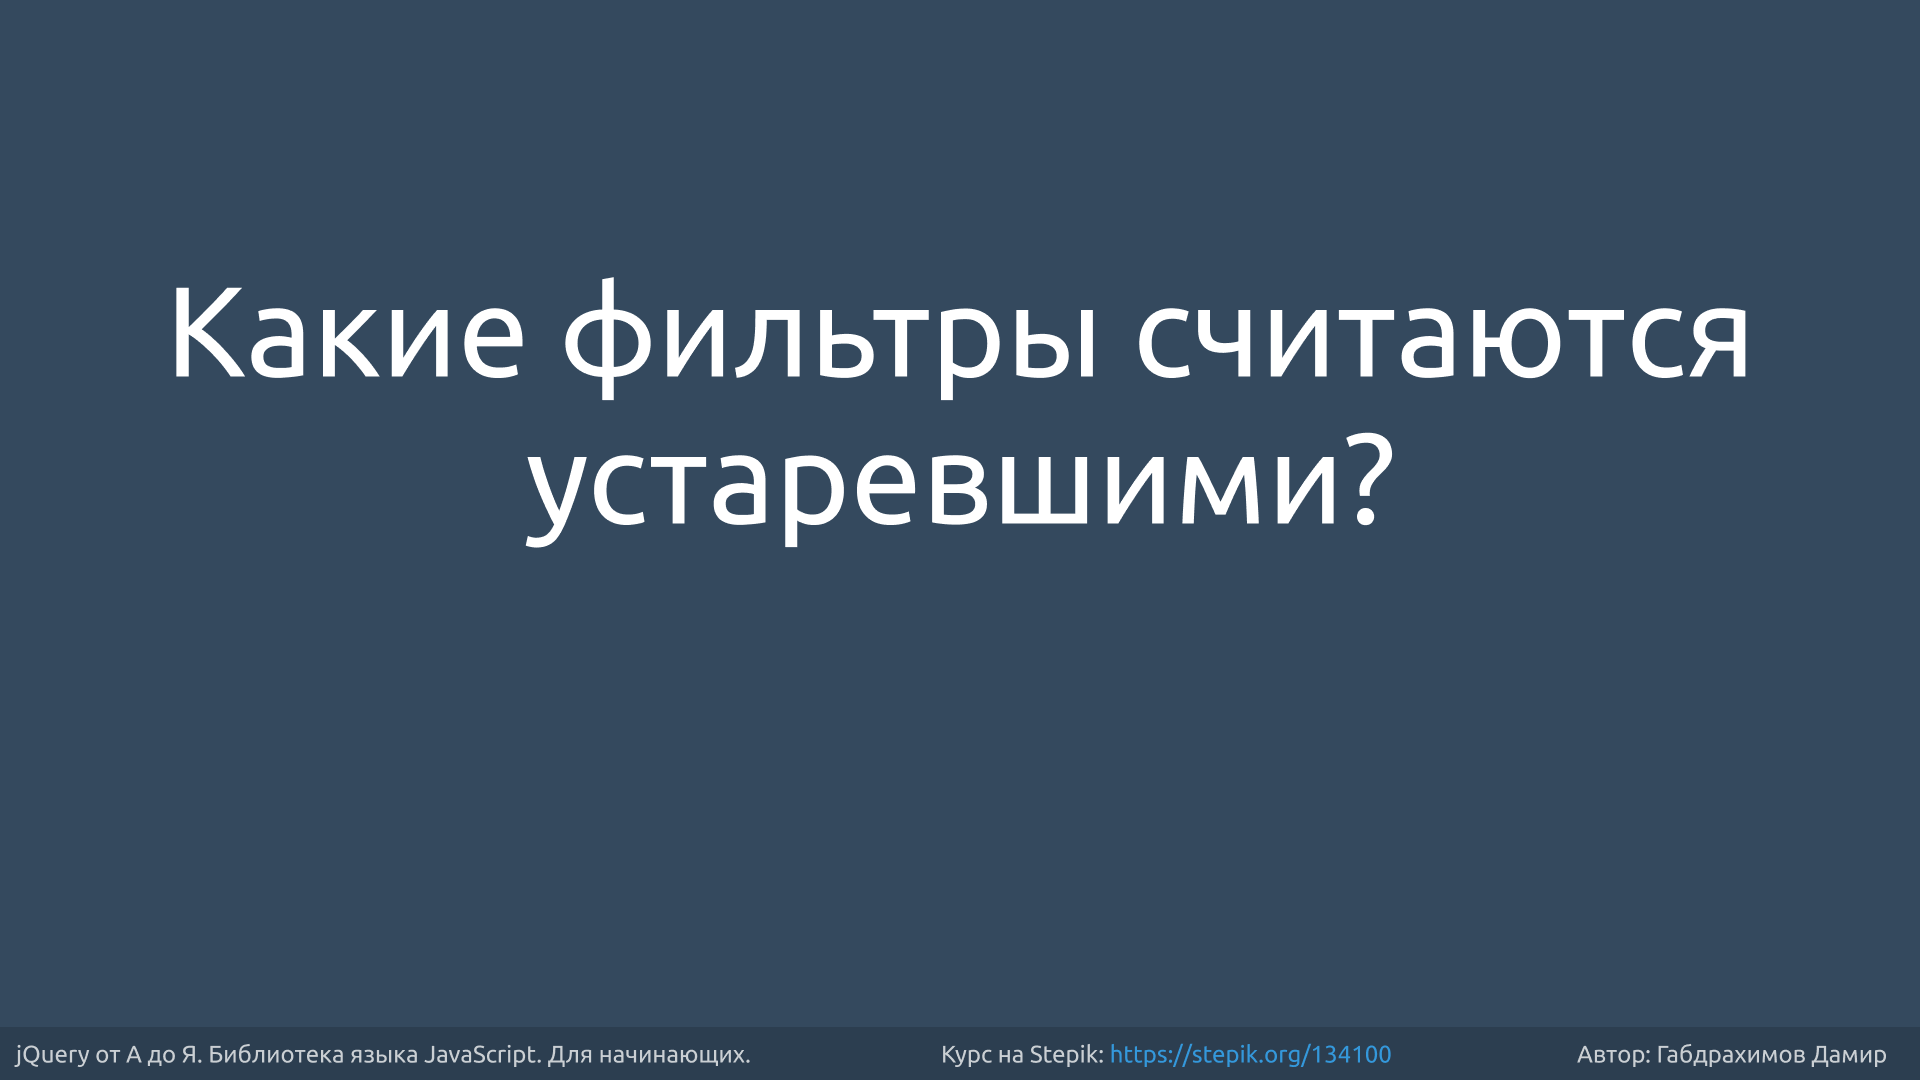 Какие фильтры считаются
устаревшими?
jQuery от А до Я. Библиотека языка JavaScript. Для начинающих. Курс на Stepik: https://stepik.org/134100 Автор: Габдрахимов Дамир